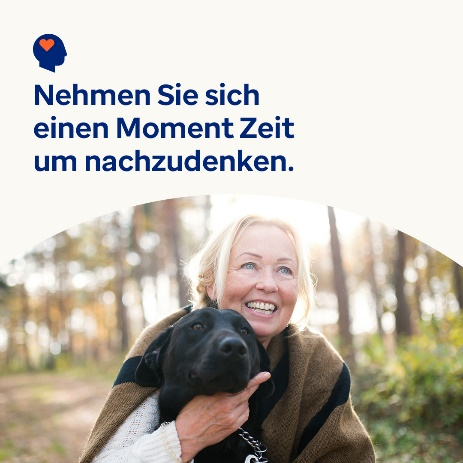 Nehmen Sie sich
einen Moment Zeit
um nachzudenken.